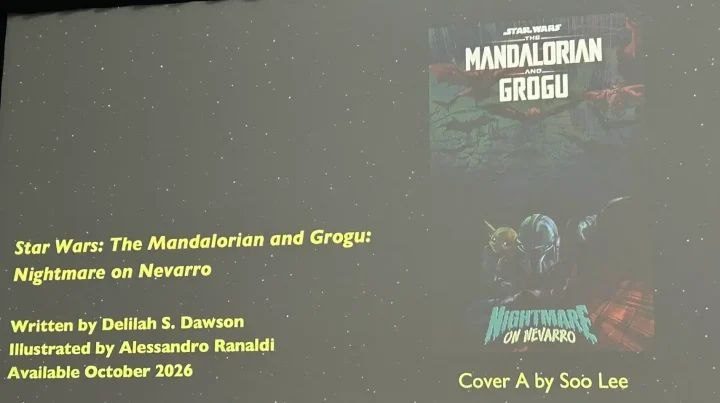 Star Wars: The Mandalorian and Grogu:
Nightmare on Nevarro
Written by Delilah S. Dawson
Illustrated by Alessandro Ranaldi
Available October 2026
STAR WARS
THE
MANDALORIAN
AND
GROGU
NIGHTMARE
ON NEVARRO
Cover A by Soo Lee